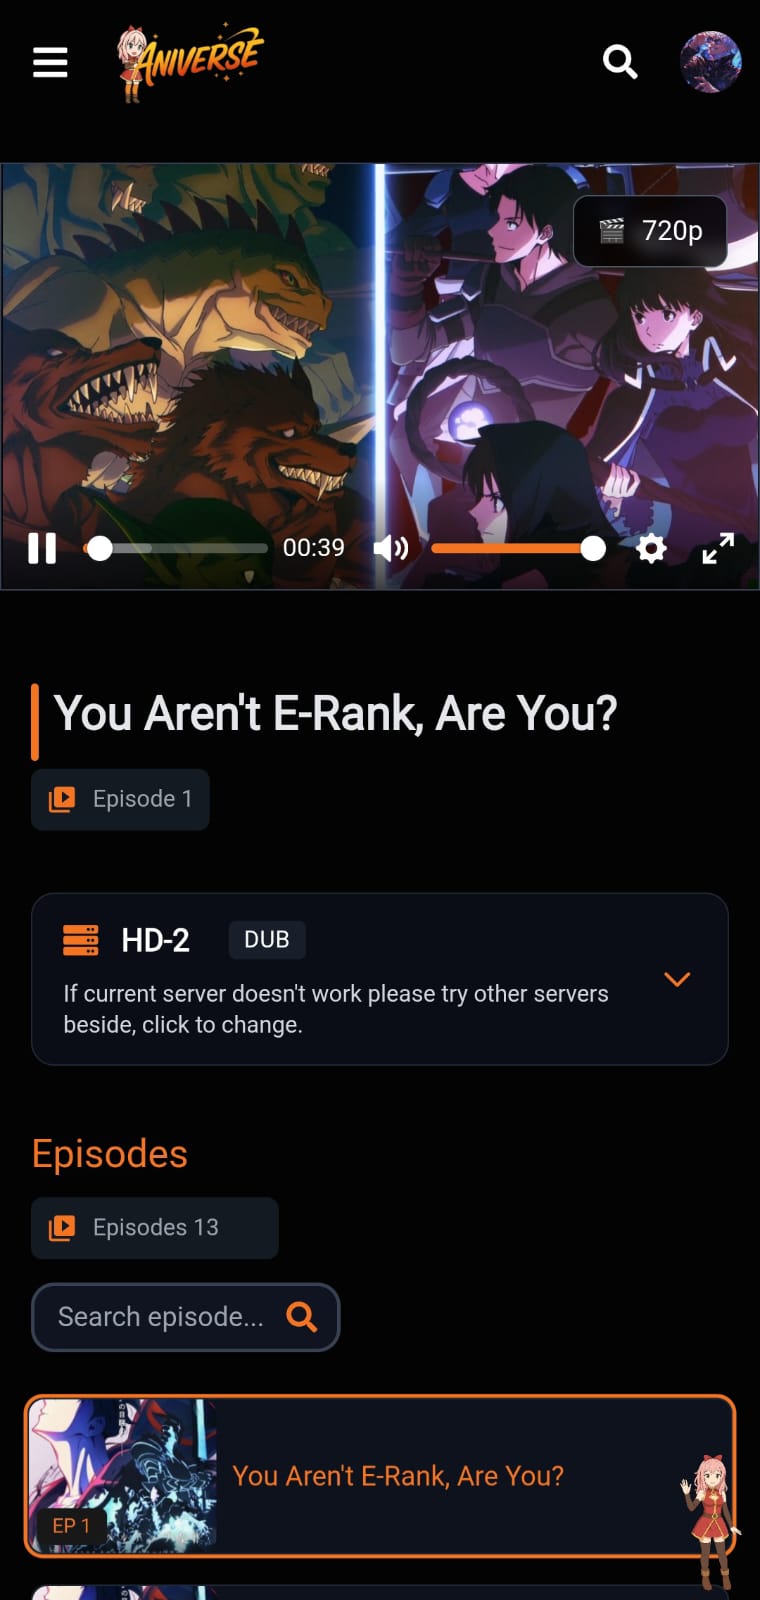 ANIVERSE
720p
00:39
You Aren't E-Rank, Are You?
Episode 1
HD-2 DUB
If current server doesn't work please try other servers
beside, click to change.
Episodes
Episodes 13
Search episode...
You Aren't E-Rank, Are You?
EP 1